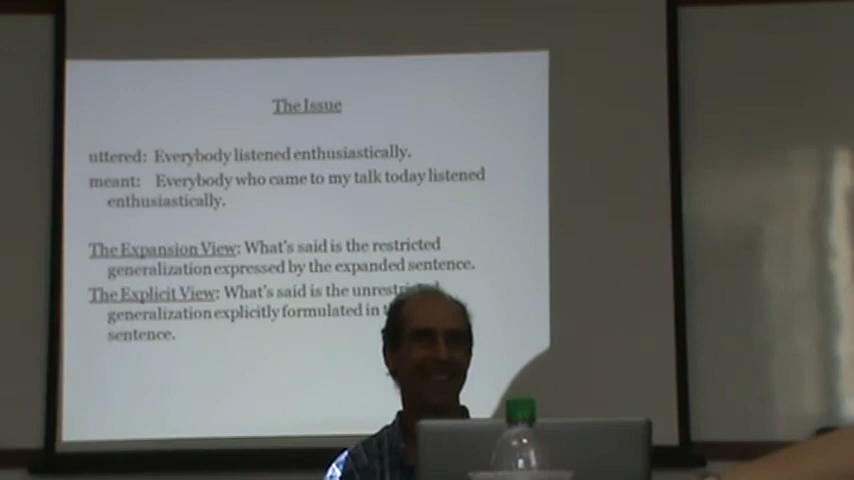 The Issue
uttered: Everybody listened enthusiastically.
meant: Everybody who came to my talk today listened
enthusiastically.
The Expansion View: What's said is the restricted
generalization expressed by the expanded sentence.
The Explicit View: What's said is the
generalization explicitly formulated in
sentence.